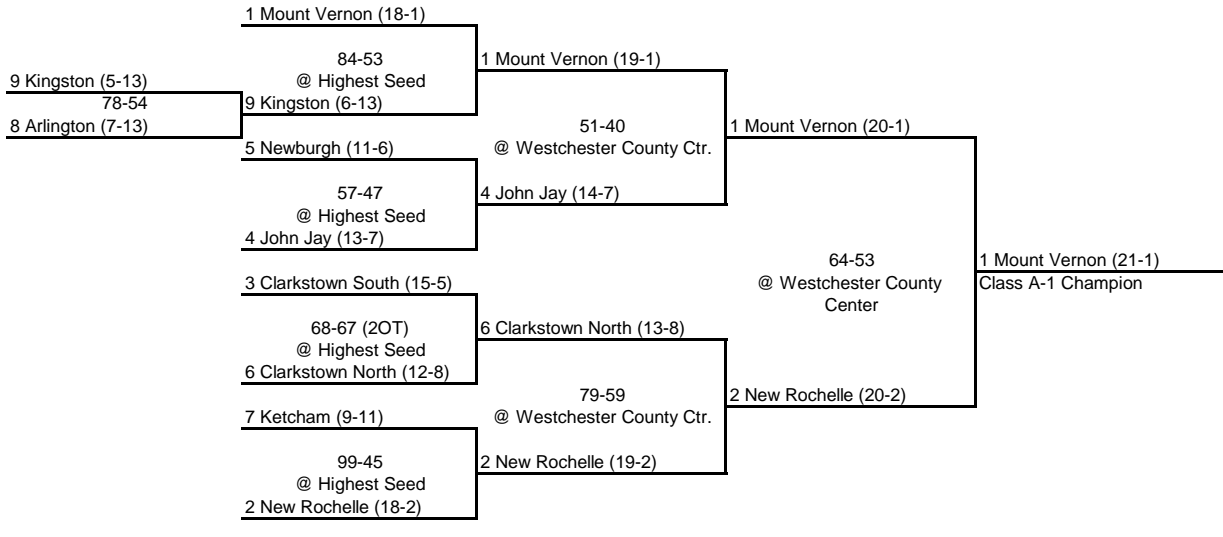 1 Mount Vernon (18-1)
84-53
@ Highest Seed
1 Mount Vernon (19-1)
9 Kingston (5-13)
78-54
9 Kingston (6-13)
8 Arlington (7-13)
51-40
@ Westchester County Ctr.
1 Mount Vernon (20-1)
5 Newburgh (11-6)
57-47
@ Highest Seed
4 John Jay (14-7)
4 John Jay (13-7)
64-53
@ Westchester County
Center
1 Mount Vernon (21-1)
Class A-1 Champion
3 Clarkstown South (15-5)
68-67 (2OT)
@ Highest Seed
6 Clarkstown North (13-8)
6 Clarkstown North (12-8)
79-59
@ Westchester County Ctr.
2 New Rochelle (20-2)
7 Ketcham (9-11)
99-45
@ Highest Seed
2 New Rochelle (19-2)
2 New Rochelle (18-2)